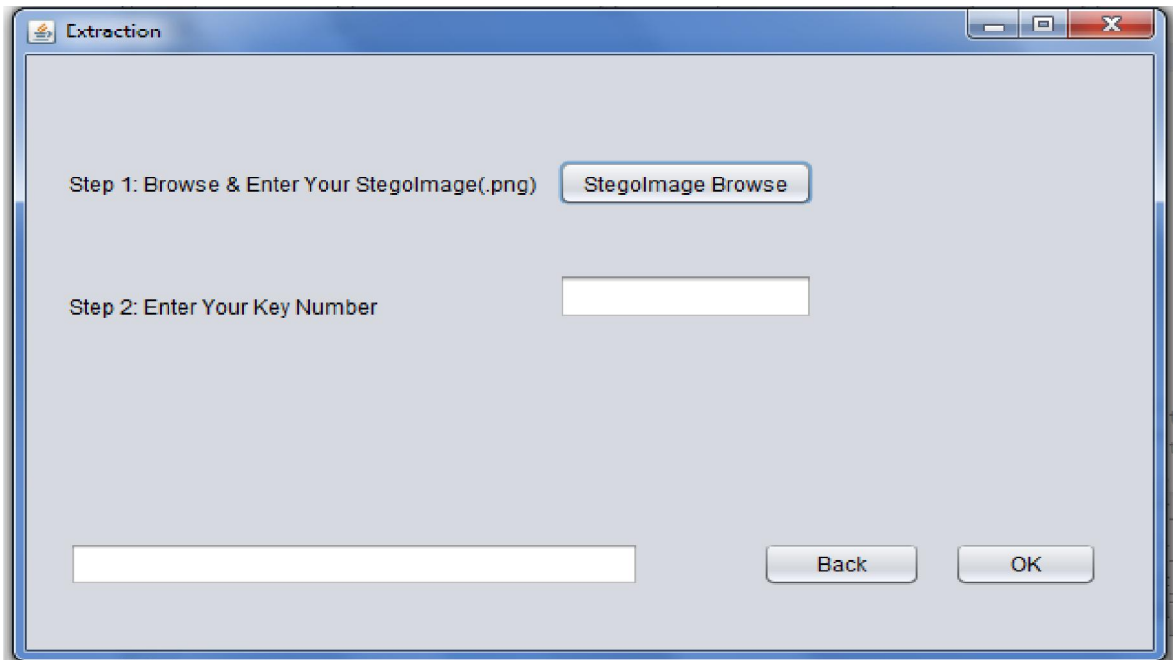 Extraction
Step 1: Browse & Enter Your StegoImage(.png)
StegoImage Browse
Step 2: Enter Your Key Number
Back
OK